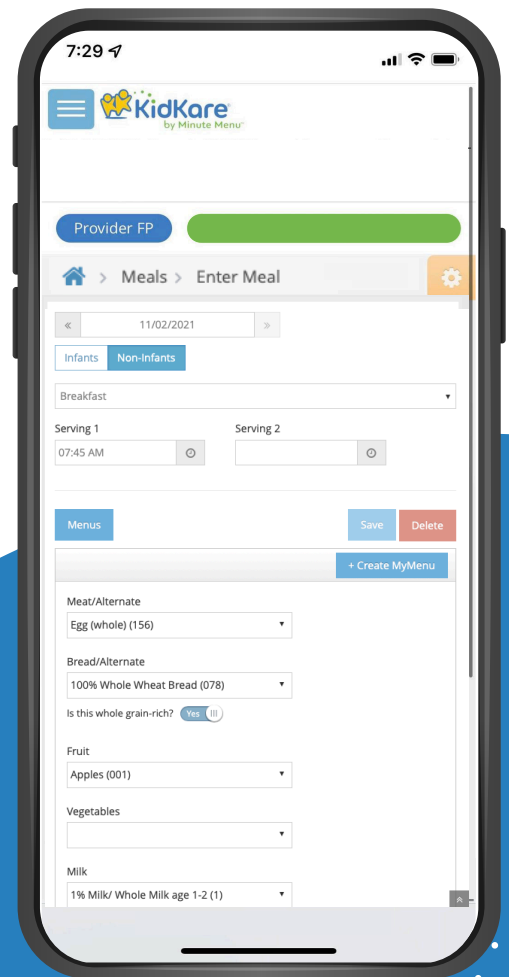 7:29
KidKare
by Minute Menu
Provider FP
Meals > Enter Meal
« 11/02/2021 »
Infants Non-Infants
Breakfast
Serving 1 Serving 2
07:45 AM
Menus Save Delete
+ Create MyMenu
Meat/Alternate
Egg (whole) (156)
Bread/Alternate
100% Whole Wheat Bread (078)
Is this whole grain-rich? Yes
Fruit
Apples (001)
Vegetables
Milk
1% Milk/ Whole Milk age 1-2 (1)